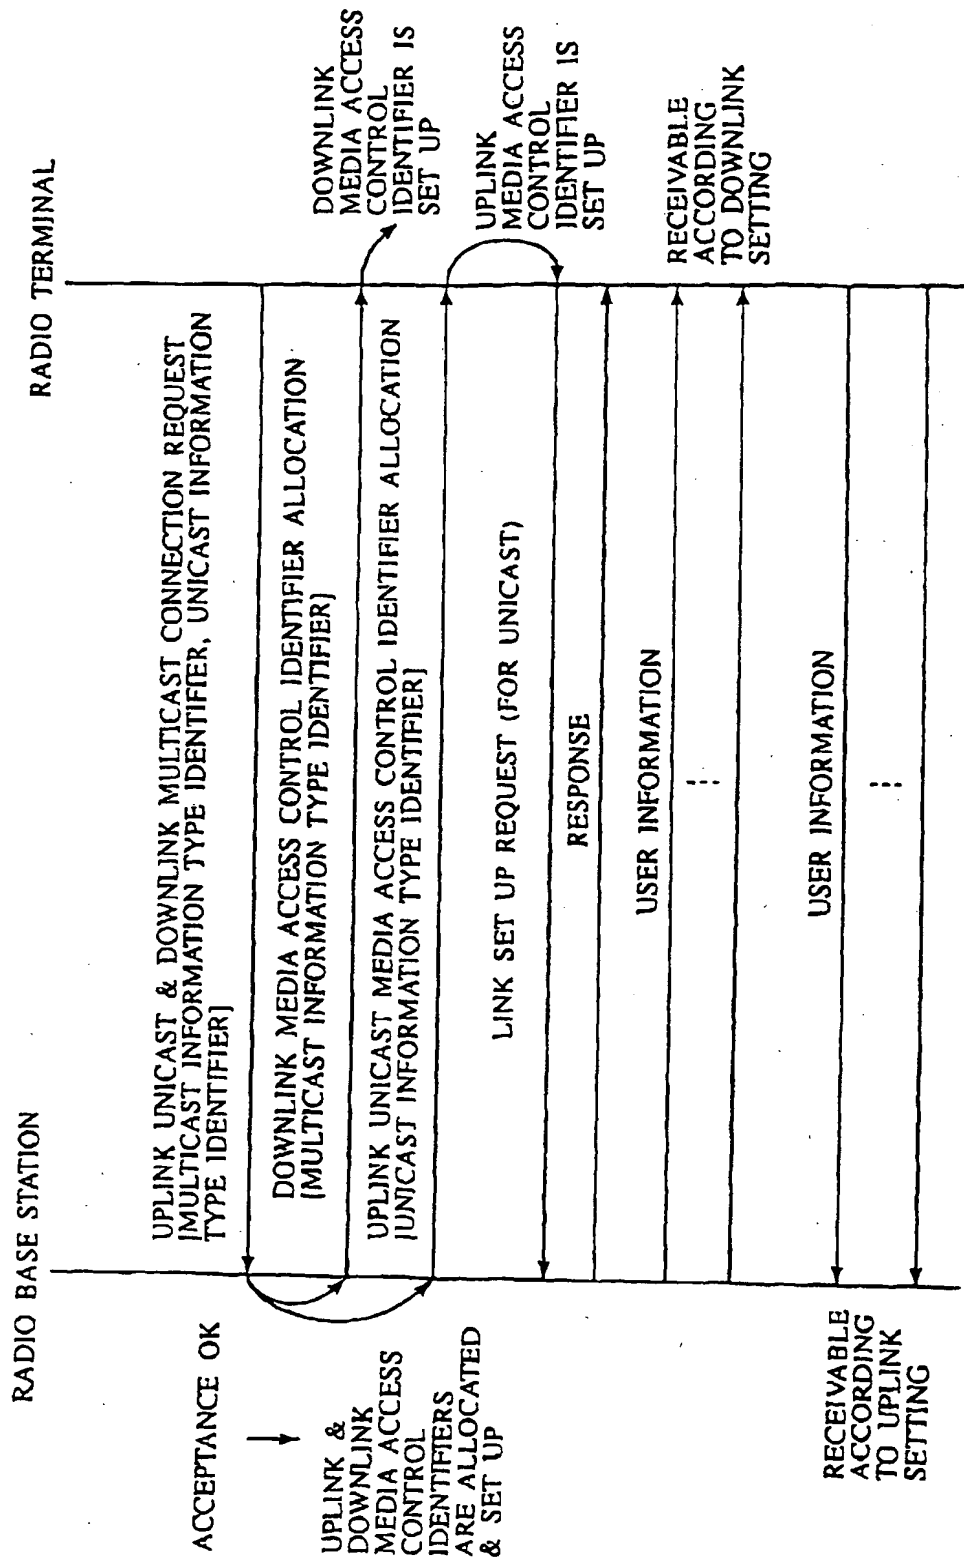 RADIO BASE STATION
RADIO TERMINAL
UPLINK UNICAST & DOWNLINK MULTICAST CONNECTION REQUEST
[MULTICAST INFORMATION TYPE IDENTIFIER, UNICAST INFORMATION
TYPE IDENTIFIER]
ACCEPTANCE OK
UPLINK &
DOWNLINK
MEDIA ACCESS
CONTROL
IDENTIFIERS
ARE ALLOCATED
& SET UP
DOWNLINK MEDIA ACCESS CONTROL IDENTIFIER ALLOCATION
[MULTICAST INFORMATION TYPE IDENTIFIER]
DOWNLINK
MEDIA ACCESS
CONTROL
IDENTIFIER IS
SET UP
UPLINK UNICAST MEDIA ACCESS CONTROL IDENTIFIER ALLOCATION
[UNICAST INFORMATION TYPE IDENTIFIER]
UPLINK
MEDIA ACCESS
CONTROL
IDENTIFIER IS
SET UP
LINK SET UP REQUEST (FOR UNICAST)
RESPONSE
USER INFORMATION
RECEIVABLE
ACCORDING
TO DOWNLINK
SETTING
USER INFORMATION
RECEIVABLE
ACCORDING
TO UPLINK
SETTING